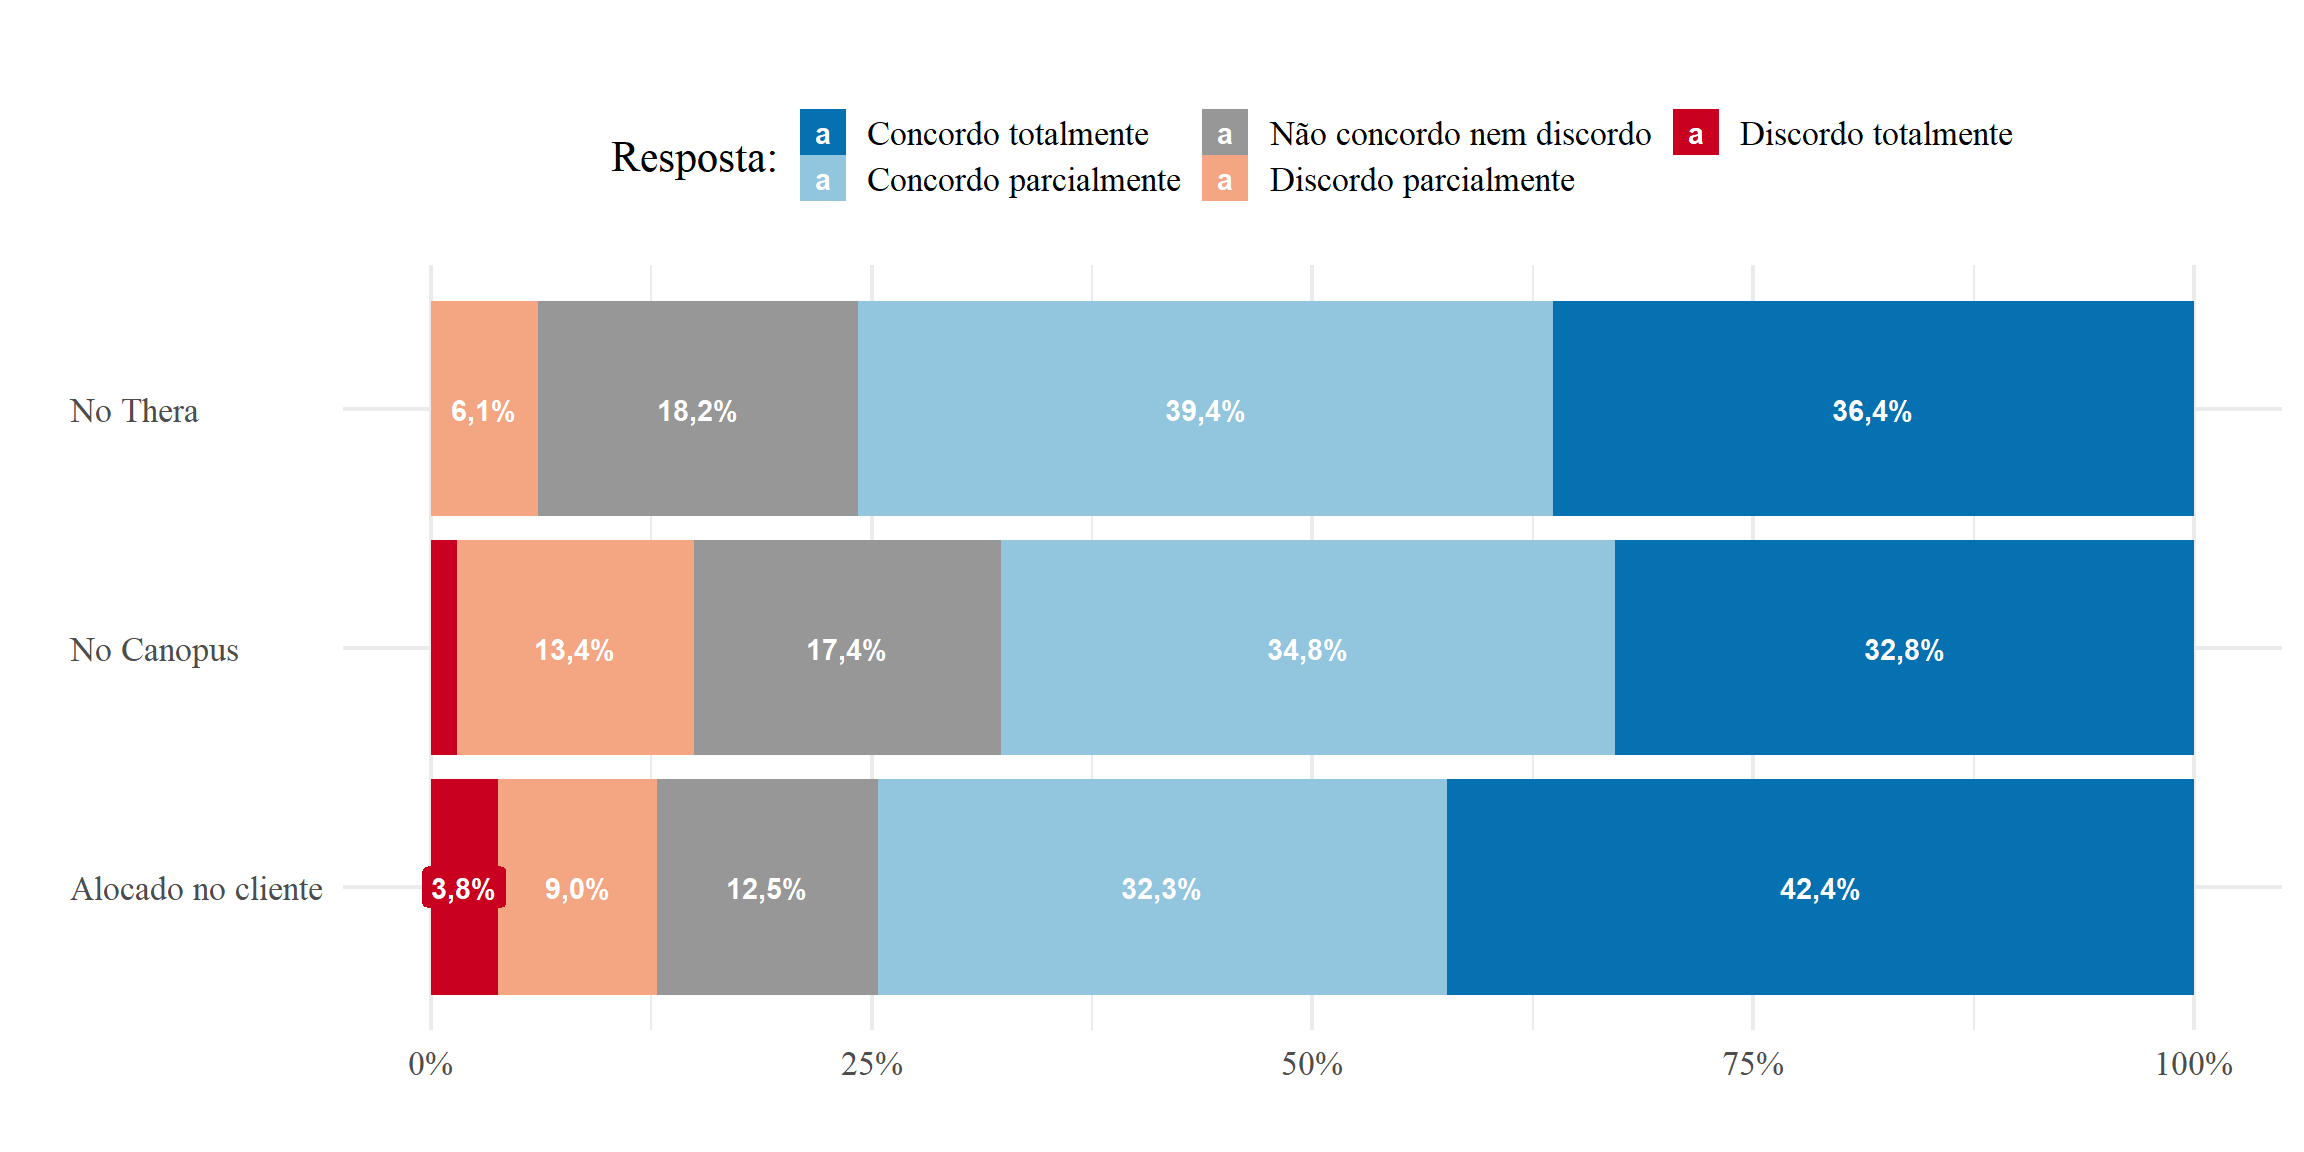 Resposta:
a Concordo totalmente a Não concordo nem discordo a Discordo totalmente
a Concordo parcialmente a Discordo parcialmente
No Thera 6,1% 18,2% 39,4% 36,4%
No Canopus 13,4% 17,4% 34,8% 32,8%
Alocado no cliente 3,8% 9,0% 12,5% 32,3% 42,4%
0% 25% 50% 75% 100%